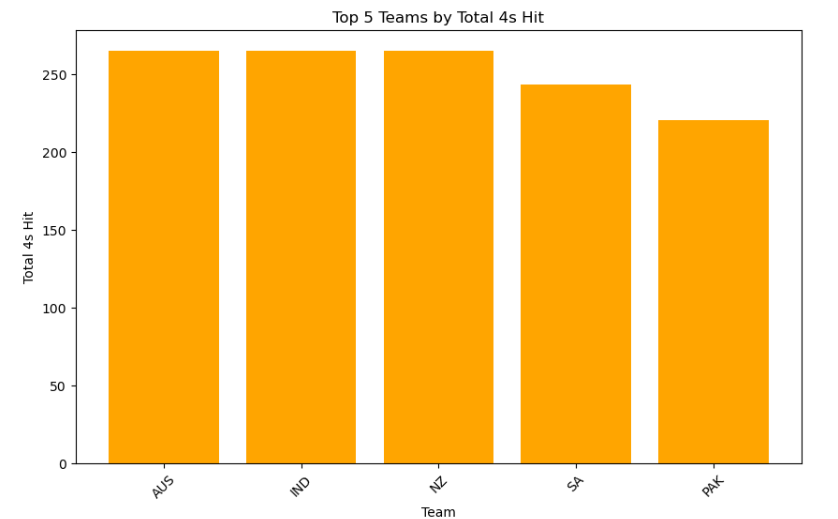 Top 5 Teams by Total 4s Hit
Total 4s Hit
250
200
150
100
50
0
AUS
IND
NZ
SA
PAK
Team